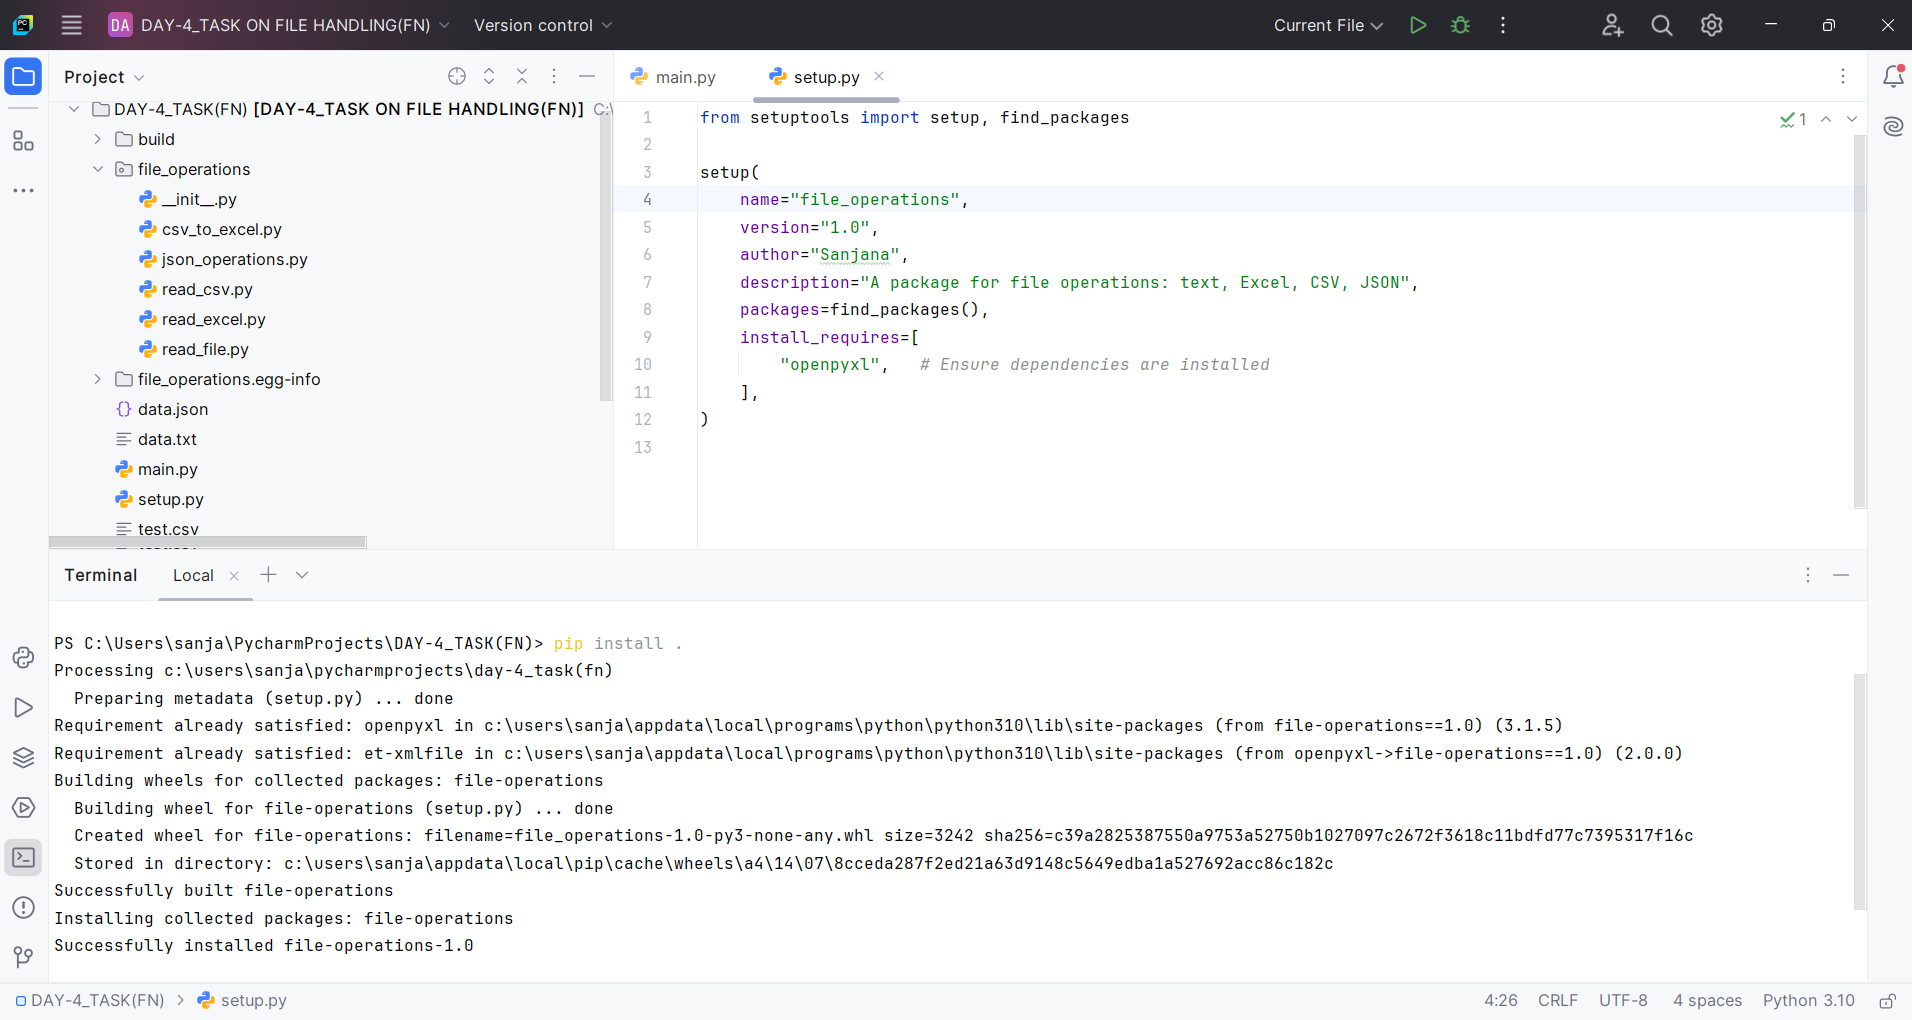 DA DAY-4_TASK ON FILE HANDLING(FN) Version control Current File
Project
DAY-4_TASK(FN) [DAY-4_TASK ON FILE HANDLING(FN)] C:\
build
file_operations
__init__.py
csv_to_excel.py
json_operations.py
read_csv.py
read_excel.py
read_file.py
file_operations.egg-info
data.json
data.txt
main.py
setup.py
test.csv
main.py setup.py
1 from setuptools import setup, find_packages
2
3 setup(
4 name="file_operations",
5 version="1.0",
6 author="Sanjana",
7 description="A package for file operations: text, Excel, CSV, JSON",
8 packages=find_packages(),
9 install_requires=[
10 "openpyxl", # Ensure dependencies are installed
11 ],
12 )
13
1
Terminal Local
PS C:\Users\sanja\PycharmProjects\DAY-4_TASK(FN)> pip install .
Processing c:\users\sanja\pycharmprojects\day-4_task(fn)
Preparing metadata (setup.py) ... done
Requirement already satisfied: openpyxl in c:\users\sanja\appdata\local\programs\python\python310\lib\site-packages (from file-operations==1.0) (3.1.5)
Requirement already satisfied: et-xmlfile in c:\users\sanja\appdata\local\programs\python\python310\lib\site-packages (from openpyxl->file-operations==1.0) (2.0.0)
Building wheels for collected packages: file-operations
Building wheel for file-operations (setup.py) ... done
Created wheel for file-operations: filename=file_operations-1.0-py3-none-any.whl size=3242 sha256=c39a2825387550a9753a52750b1027097c2672f3618c11bdfd77c7395317f16c
Stored in directory: c:\users\sanja\appdata\local\pip\cache\wheels\a4\14\07\8cceda287f2ed21a63d9148c5649edba1a527692acc86c182c
Successfully built file-operations
Installing collected packages: file-operations
Successfully installed file-operations-1.0
DAY-4_TASK(FN) > setup.py 4:26 CRLF UTF-8 4 spaces Python 3.10